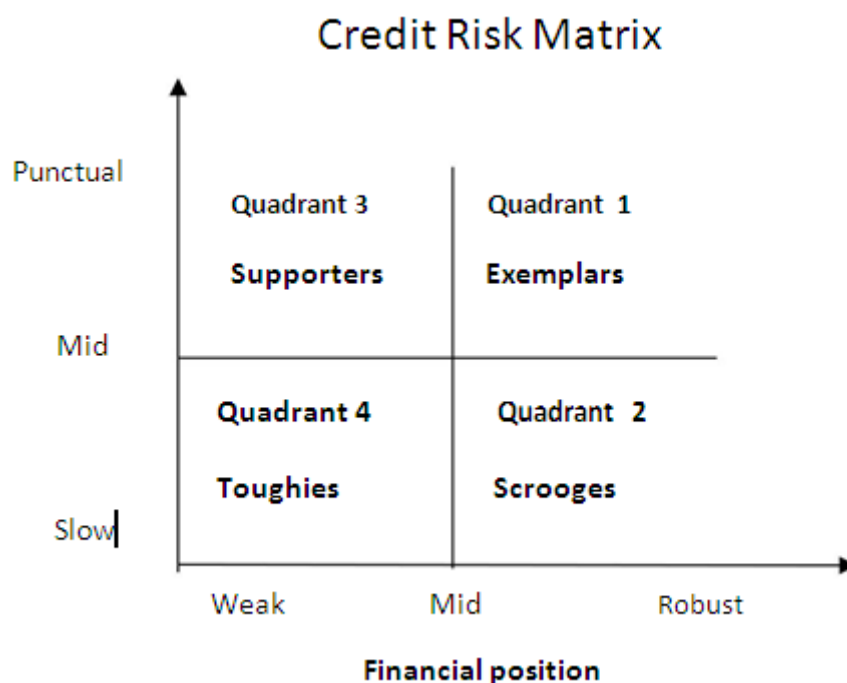 Credit Risk Matrix
Punctual
Quadrant 3
Quadrant 1
Supporters
Exemplars
Mid
Quadrant 4
Quadrant 2
Toughies
Scrooges
Slow
Weak
Mid
Robust
Financial position